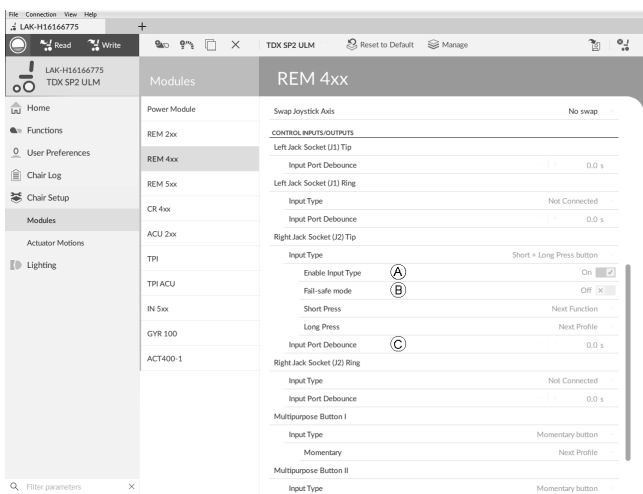 File Connection View Help
LAK-H16166775 +
Read Write TDX SP2 ULM Reset to Default Manage
LAK-H16166775
TDX SP2 ULM
Modules
REM 4xx
Home
Functions
User Preferences
Chair Log
Chair Setup
Modules
Actuator Motions
Lighting
Filter parameters
Power Module
REM 2xx
REM 4xx
REM 5xx
CR 4xx
ACU 2xx
TPI
TPI ACU
IN 5xx
GYR 100
ACT400-1
Swap Joystick Axis No swap
CONTROL INPUTS/OUTPUTS
Left Jack Socket (J1) Tip
Input Port Debounce 0.0 s
Left Jack Socket (J1) Ring
Input Type Not Connected
Input Port Debounce 0.0 s
Right Jack Socket (J2) Tip
Input Type Short + Long Press button
Enable Input Type A On
Fail-safe mode B Off
Short Press Next Function
Long Press Next Profile
Input Port Debounce C 0.0 s
Right Jack Socket (J2) Ring
Input Type Not Connected
Input Port Debounce 0.0 s
Multipurpose Button I
Input Type Momentary button
Momentary Next Profile
Multipurpose Button II
Input Type Momentary button